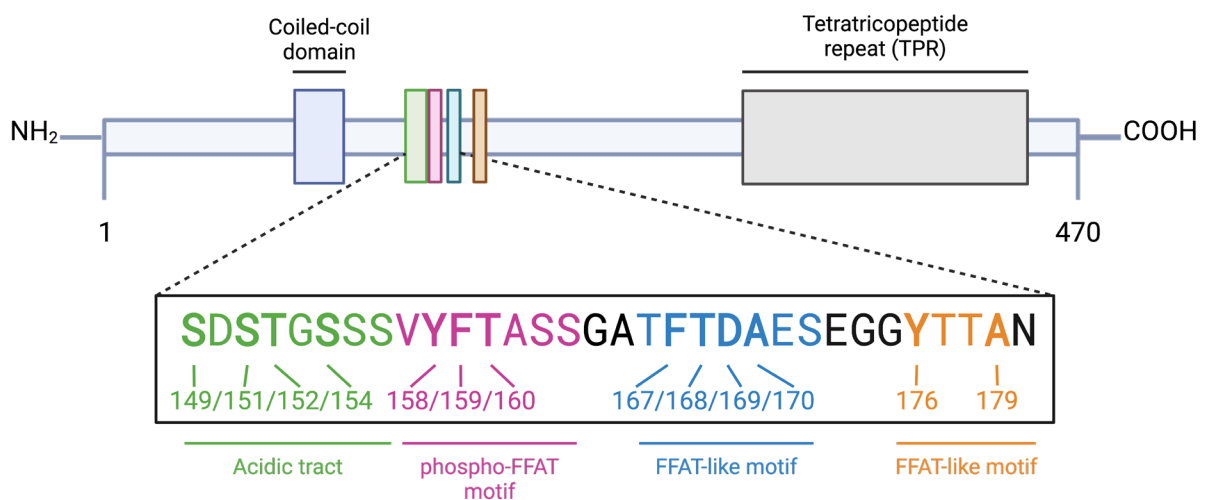 Coiled-coil
domain
Tetratricopeptide
repeat (TPR)
NH₂
COOH
1
470
SDSTGSSSVYFTASSGATFTDAESEGGYTTAN
149/151/152/154 158/159/160 167/168/169/170 176 179
Acidic tract
phospho-FFAT
motif
FFAT-like motif
FFAT-like motif